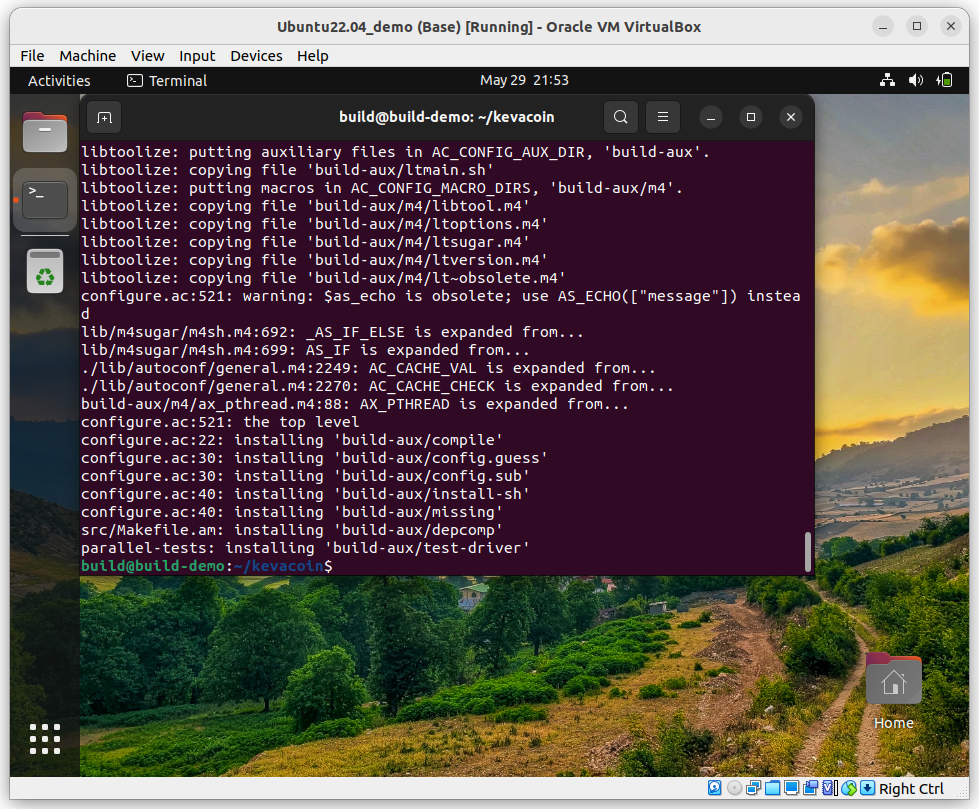 Ubuntu22.04_demo (Base) [Running] - Oracle VM VirtualBox
File Machine View Input Devices Help
Activities Terminal May 29 21:53
build@build-demo: ~/kevacoin
libtoolize: putting auxiliary files in AC_CONFIG_AUX_DIR, 'build-aux'.
libtoolize: copying file 'build-aux/ltmain.sh'
libtoolize: putting macros in AC_CONFIG_MACRO_DIRS, 'build-aux/m4'.
libtoolize: copying file 'build-aux/m4/libtool.m4'
libtoolize: copying file 'build-aux/m4/ltoptions.m4'
libtoolize: copying file 'build-aux/m4/ltsugar.m4'
libtoolize: copying file 'build-aux/m4/ltversion.m4'
libtoolize: copying file 'build-aux/m4/lt~obsolete.m4'
configure.ac:521: warning: $as_echo is obsolete; use AS_ECHO(["message"]) instea
d
lib/m4sugar/m4sh.m4:692: _AS_IF_ELSE is expanded from...
lib/m4sugar/m4sh.m4:699: AS_IF is expanded from...
./lib/autoconf/general.m4:2249: AC_CACHE_VAL is expanded from...
./lib/autoconf/general.m4:2270: AC_CACHE_CHECK is expanded from...
build-aux/m4/ax_pthread.m4:88: AX_PTHREAD is expanded from...
configure.ac:521: the top level
configure.ac:22: installing 'build-aux/compile'
configure.ac:30: installing 'build-aux/config.guess'
configure.ac:30: installing 'build-aux/config.sub'
configure.ac:40: installing 'build-aux/install-sh'
configure.ac:40: installing 'build-aux/missing'
src/Makefile.am: installing 'build-aux/depcomp'
parallel-tests: installing 'build-aux/test-driver'
build@build-demo:~/kevacoin$
Home
Right Ctrl